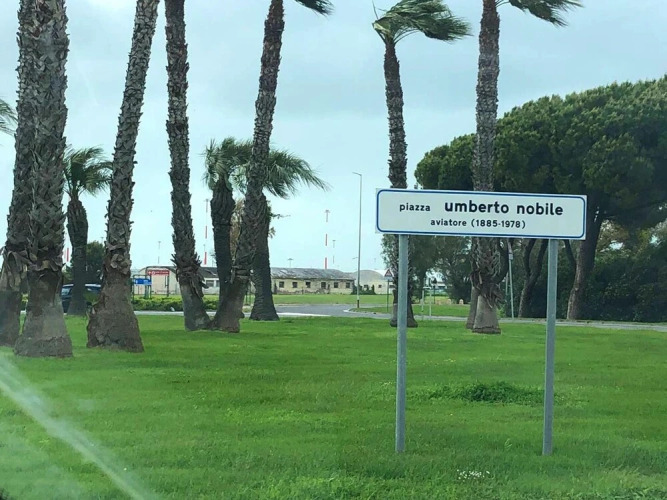 piazza umberto nobile
aviatore (1885-1978)